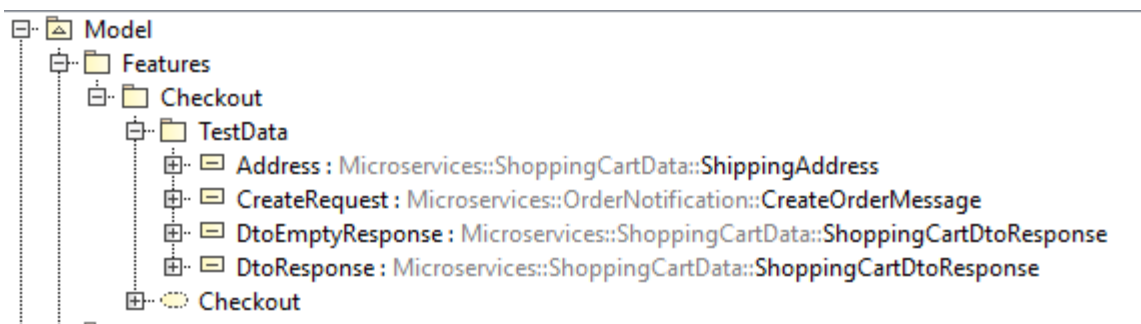 Model
Features
Checkout
TestData
Address : Microservices::ShoppingCartData::ShippingAddress
CreateRequest : Microservices::OrderNotification::CreateOrderMessage
DtoEmptyResponse : Microservices::ShoppingCartData::ShoppingCartDtoResponse
DtoResponse : Microservices::ShoppingCartData::ShoppingCartDtoResponse
Checkout